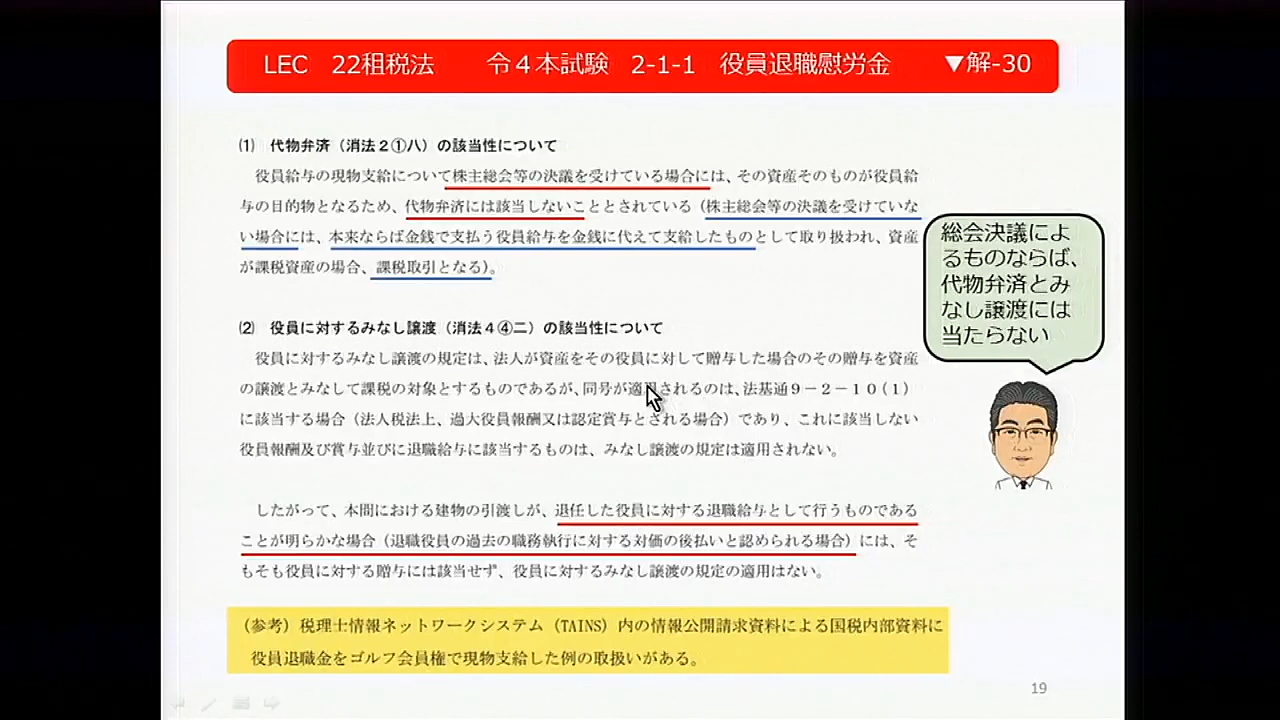 LEC 22租税法 令４本試験 2-1-1 役員退職慰労金 ▼解-30
⑴ 代物弁済（消法２①八）の該当性について
役員給与の現物支給について株主総会等の決議を受けている場合には、その資産そのものが役員給
与の目的物となるため、代物弁済には該当しないこととされている（株主総会等の決議を受けていな
い場合には、本来ならば金銭で支払う役員給与を金銭に代えて支給したものとして取り扱われ、資産
が課税資産の場合、課税取引となる）。
⑵ 役員に対するみなし譲渡（消法４④二）の該当性について
役員に対するみなし譲渡の規定は、法人が資産をその役員に対して贈与した場合のその贈与を資産
の譲渡とみなして課税の対象とするものであるが、同号が適用されるのは、法基通９－２－10（１）
に該当する場合（法人税法上、過大役員報酬又は認定賞与とされる場合）であり、これに該当しない
役員報酬及び賞与並びに退職給与に該当するものは、みなし譲渡の規定は適用されない。
したがって、本問における建物の引渡しが、退任した役員に対する退職給与として行うものである
ことが明らかな場合（退職役員の過去の職務執行に対する対価の後払いと認められる場合）には、そ
もそも役員に対する贈与には該当せず、役員に対するみなし譲渡の規定の適用はない。
総会決議によ
るものならば、
代物弁済とみ
なし譲渡には
当たらない
（参考）税理士情報ネットワークシステム（TAINS）内の情報公開請求資料による国税内部資料に
役員退職金をゴルフ会員権で現物支給した例の取扱いがある。
19